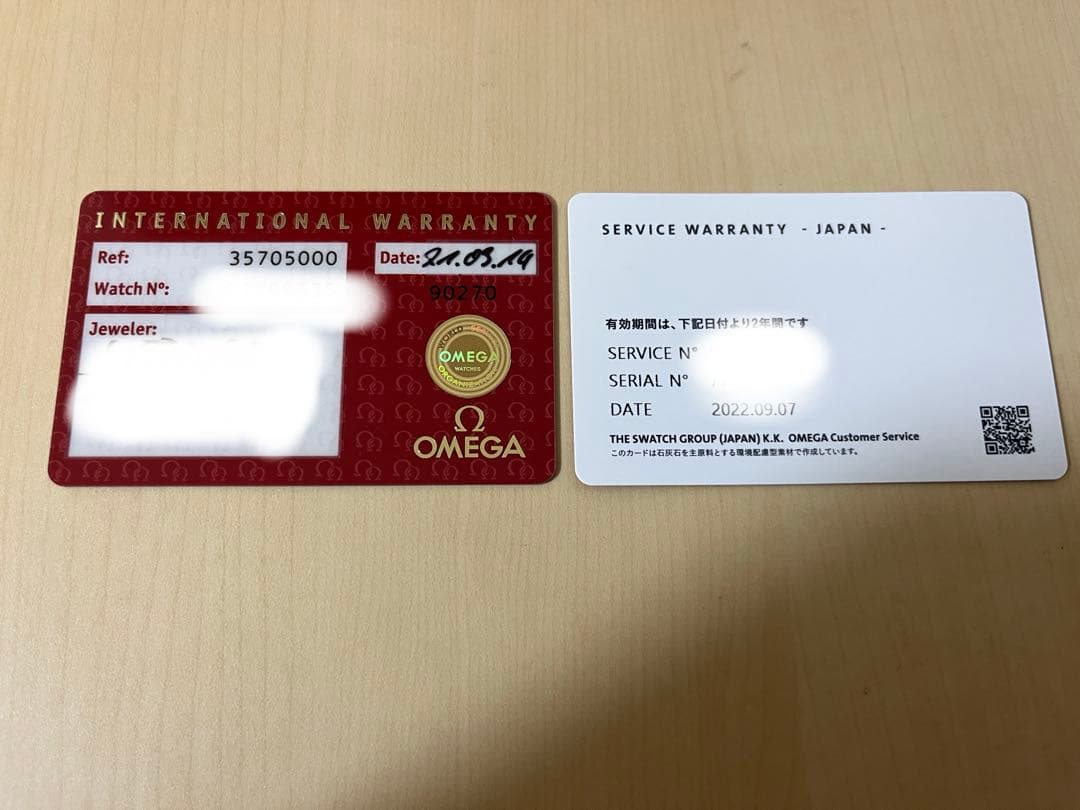 INTERNATIONAL WARRANTY
Ref: 35705000
Date: 21.03.14
Watch Nº:
90270
Jeweler:
OMEGA
WATCHES
Ω
OMEGA
SERVICE WARRANTY - JAPAN -
有効期間は、下記日付より2年間です
SERVICE N°
SERIAL N°
DATE 2022.09.07
THE SWATCH GROUP (JAPAN) K.K. OMEGA Customer Service
このカードは石灰石を主原料とする環境配慮型素材で作成しています。